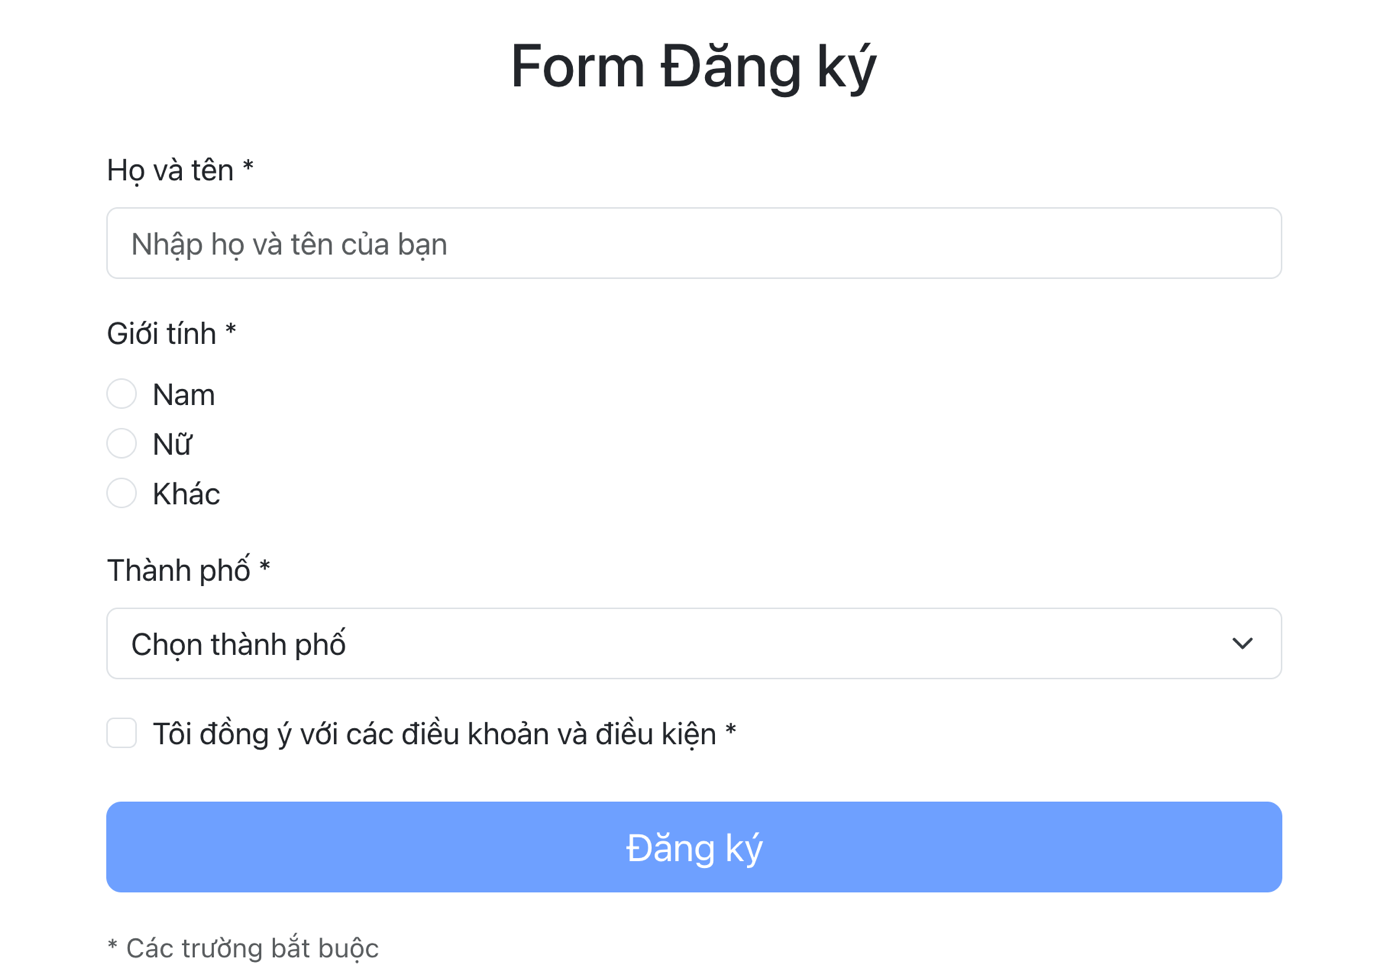 Form Đăng ký
Họ và tên *
Nhập họ và tên của bạn
Giới tính *
Nam
Nữ
Khác
Thành phố *
Chọn thành phố
Tôi đồng ý với các điều khoản và điều kiện *
Đăng ký
* Các trường bắt buộc